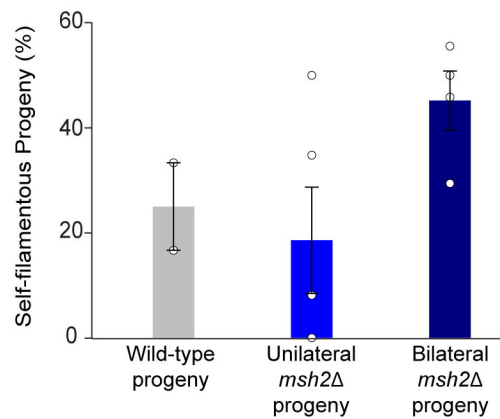 Self-filamentous Progeny (%)
60
40
20
0
Wild-type
progeny
Unilateral
msh2Δ
progeny
Bilateral
msh2Δ
progeny